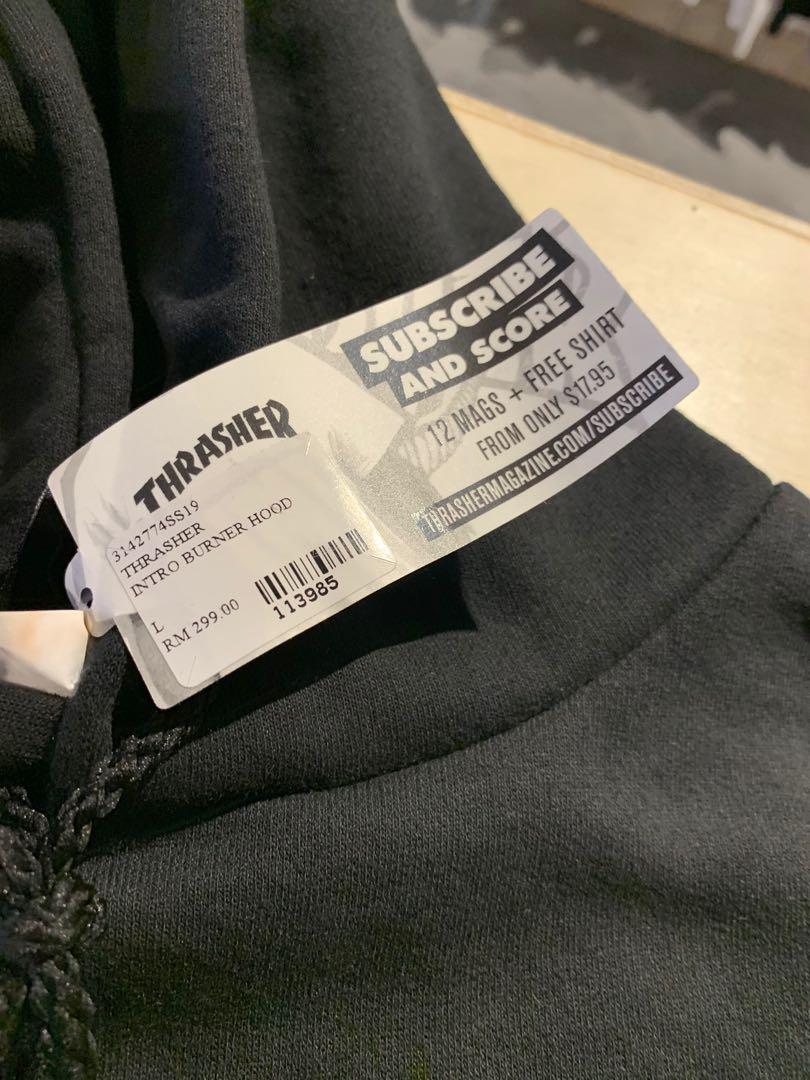 THRASHER
3142774SS19
THRASHER
INTRO BURNER HOOD
L
RM 299.00
113985
SUBSCRIBE
AND SCORE
12 MAGS + FREE SHIRT
FROM ONLY $17.95
THRASHERMAGAZINE.COM/SUBSCRIBE